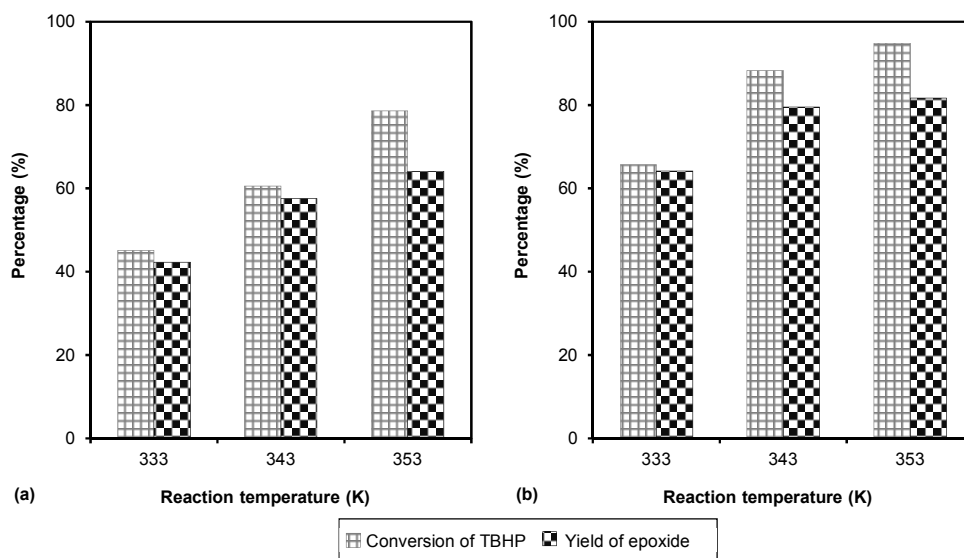 100
80
60
40
20
0
Percentage (%)
333 343 353
(a) Reaction temperature (K)
100
80
60
40
20
0
Percentage (%)
333 343 353
(b) Reaction temperature (K)
Conversion of TBHP Yield of epoxide